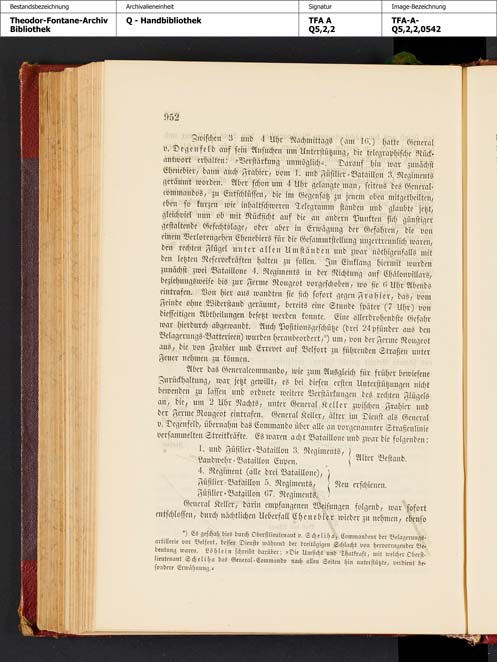 Bestandsbezeichnung
Archivalieneinheit
Signatur
Image-Bezeichnung
Theodor-Fontane-Archiv
Bibliothek
Q - Handbibliothek
TFA A
Q5,2,2
TFA-A-
Q5,2,2,0542
952
Zwischen 3 und 4 Uhr Nachmittags (am 16.) hatte General
v. Degenfeld auf sein Ansuchen um Unterstützung, die telegraphische Rück-
antwort erhalten: »Verstärkung unmöglich«. Darauf hin war zunächst
Chenebier, dann auch Frahier, vom 1. und Füsilier-Bataillon 3. Regiments
geräumt worden. Aber schon um 4 Uhr gelangte man, seitens des General-
commandos, zu Entschlüssen, die im Gegensatz zu jenem oben mitgetheilten,
eben so kurzen wie inhaltschweren Telegramm standen und glaubte jetzt,
gleichviel nun ob mit Rücksicht auf die an andern Punkten sich günstiger
gestaltende Gefechtslage, oder aber in Erwägung der Gefahren, die von
einem Verlorengehen Chenebiers für die Gesammtstellung unzertrennlich waren,
den rechten Flügel unter allen Umständen und zwar nöthigenfalls mit
den letzten Reservekräften halten zu sollen. Im Einklang hiermit wurden
zunächst zwei Bataillone 4. Regiments in der Richtung auf Châlonvillars,
beziehungsweise bis zur Ferme Rougeot vorgeschoben, wo sie 6 Uhr Abends
eintrafen. Von hier aus wandten sie sich sofort gegen Frahier, das, vom
Feinde ohne Widerstand geräumt, bereits eine Stunde später (7 Uhr) von
diesseitigen Abtheilungen besetzt werden konnte. Eine allerdrohendste Gefahr
war hierdurch abgewandt. Auch Positionsgeschütze (drei 24pfünder aus den
Belagerungs-Batterieen) wurden heranbeordert,*) um, von der Ferme Rougeot
aus, die von Frahier und Errevet auf Belfort zu führenden Straßen unter
Feuer nehmen zu können.
Aber das Generalcommando, wie zum Ausgleich für früher bewiesene
Zurückhaltung, war jetzt gewillt, es bei diesen ersten Unterstützungen nicht
bewenden zu lassen und ordnete weitere Verstärkungen des rechten Flügels
an, die, um 2 Uhr Nachts, unter General Keller zwischen Frahier und
der Ferme Rougeot eintrafen. General Keller, älter im Dienst als General
v. Degenfeld, übernahm das Commando über alle an vorgenannter Straßenlinie
versammelten Streitkräfte. Es waren acht Bataillone und zwar die folgenden:
1. und Füsilier-Bataillon 3. Regiments,
Landwehr-Bataillon Eupen,
Alter Bestand.
4. Regiment (alle drei Bataillone),
Füsilier-Bataillon 5. Regiments,
Füsilier-Bataillon 67. Regiments,
Neu erschienen.
General Keller, darin empfangenen Weisungen folgend, war sofort
entschlossen, durch nächtlichen Ueberfall Chenebier wieder zu nehmen, ebenso
*) Es geschah dies durch Oberstlieutenant v. Scheliha, Commandeur der Belagerungs-
artillerie vor Belfort, dessen Dienste während der dreitägigen Schlacht von hervorragender Be-
deutung waren. Löhlein schreibt darüber: »Die Umsicht und Thatkraft, mit welcher Oberst-
lieutenant Scheliha das General-Commando nach allen Seiten hin unterstützte, verdient be-
sondere Erwähnung.«